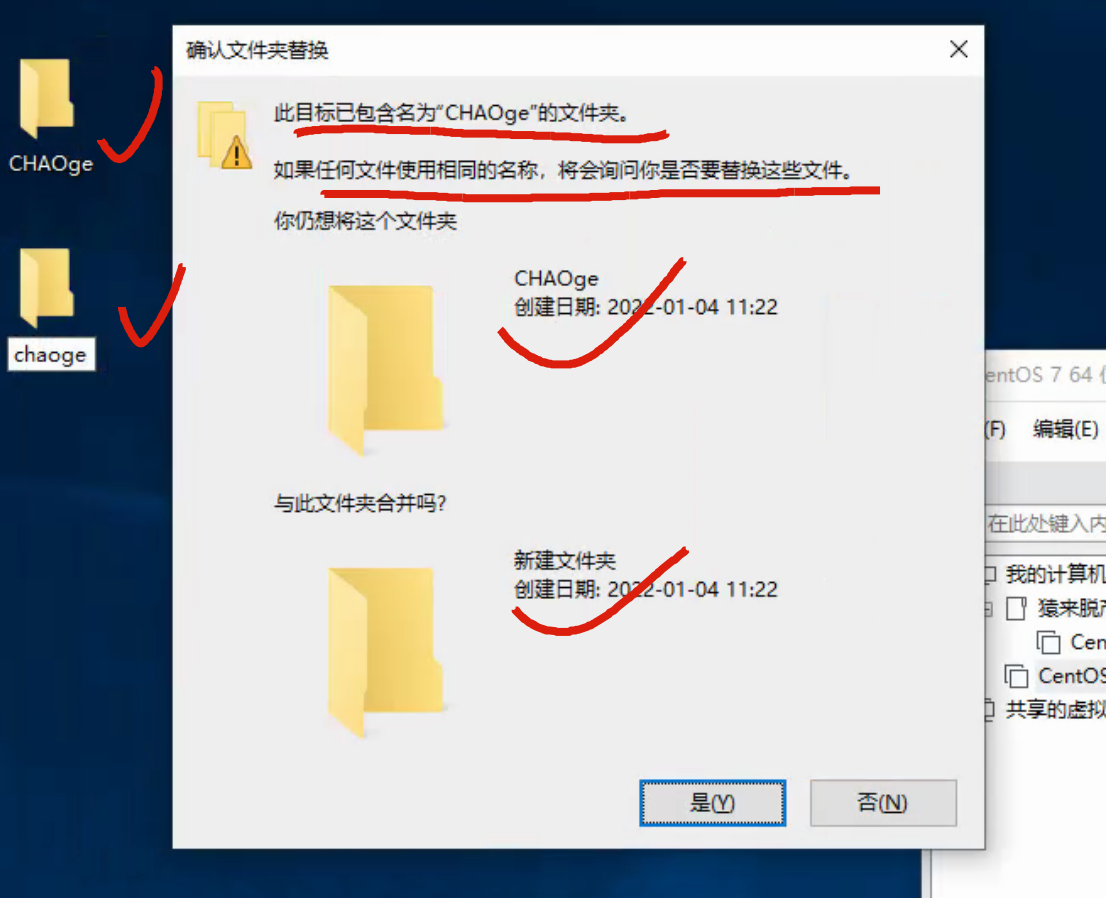 确认文件夹替换
CHAOge
chaoge
此目标已包含名为“CHAOge”的文件夹。
如果任何文件使用相同的名称，将会询问你是否要替换这些文件。
你仍想将这个文件夹
CHAOge
创建日期: 2022-01-04 11:22
与此文件夹合并吗?
新建文件夹
创建日期: 2022-01-04 11:22
是(Y)
否(N)
entOS 7 64
(F) 编辑(E)
在此处键入内
我的计算机
猿来脱产
Cen
CentOS
共享的虚拟